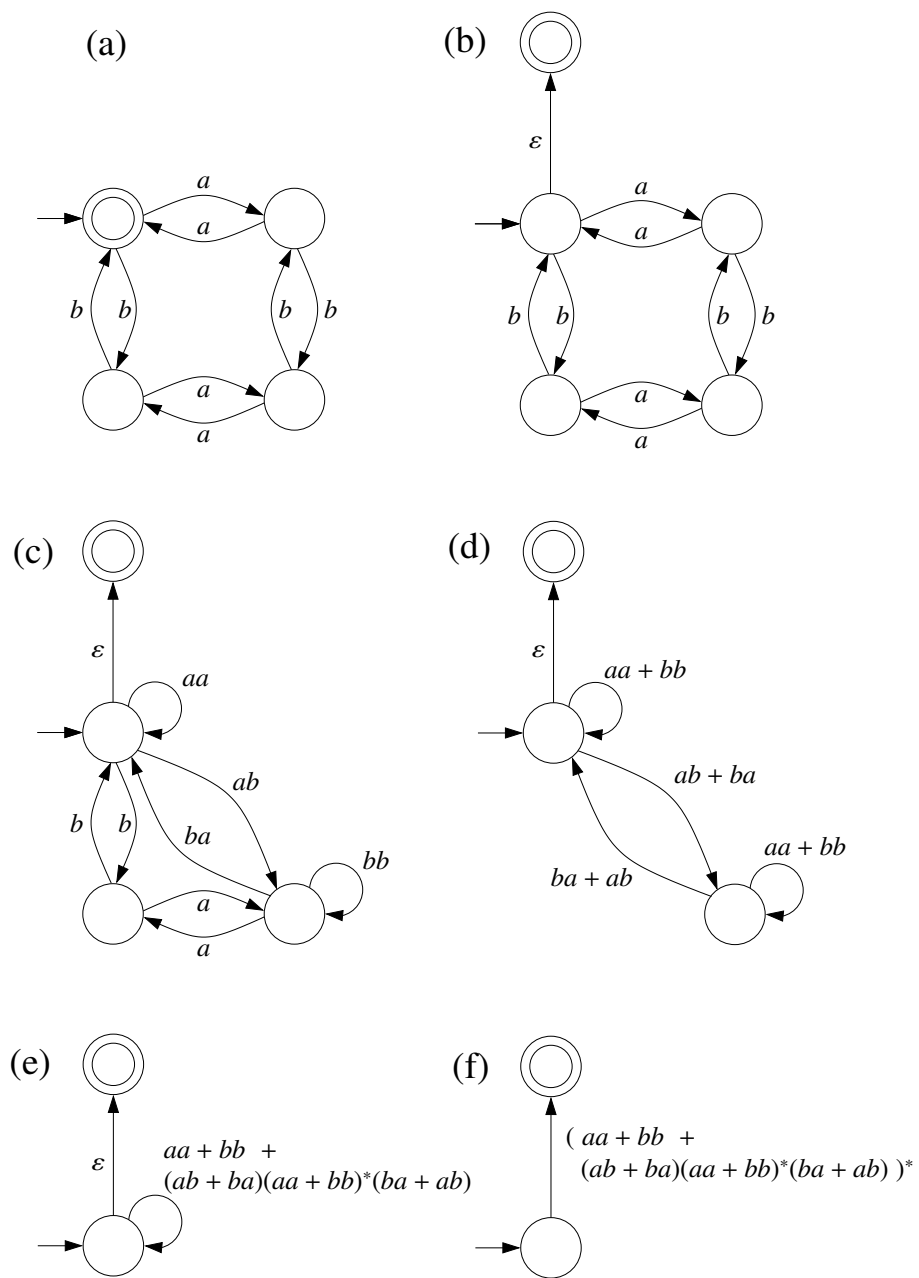 (a)
a
a
b
b
b
b
a
a
(b)
ε
a
a
b
b
b
b
a
a
(c)
ε
aa
ab
ba
b
b
bb
a
a
(d)
ε
aa + bb
ab + ba
ba + ab
aa + bb
(e)
ε
aa + bb +
(ab + ba)(aa + bb)*(ba + ab)
(f)
( aa + bb +
(ab + ba)(aa + bb)*(ba + ab) )*